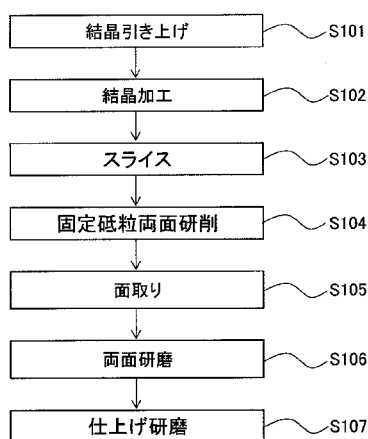 結晶引き上げ S101
結晶加工 S102
スライス S103
固定砥粒両面研削 S104
面取り S105
両面研磨 S106
仕上げ研磨 S107